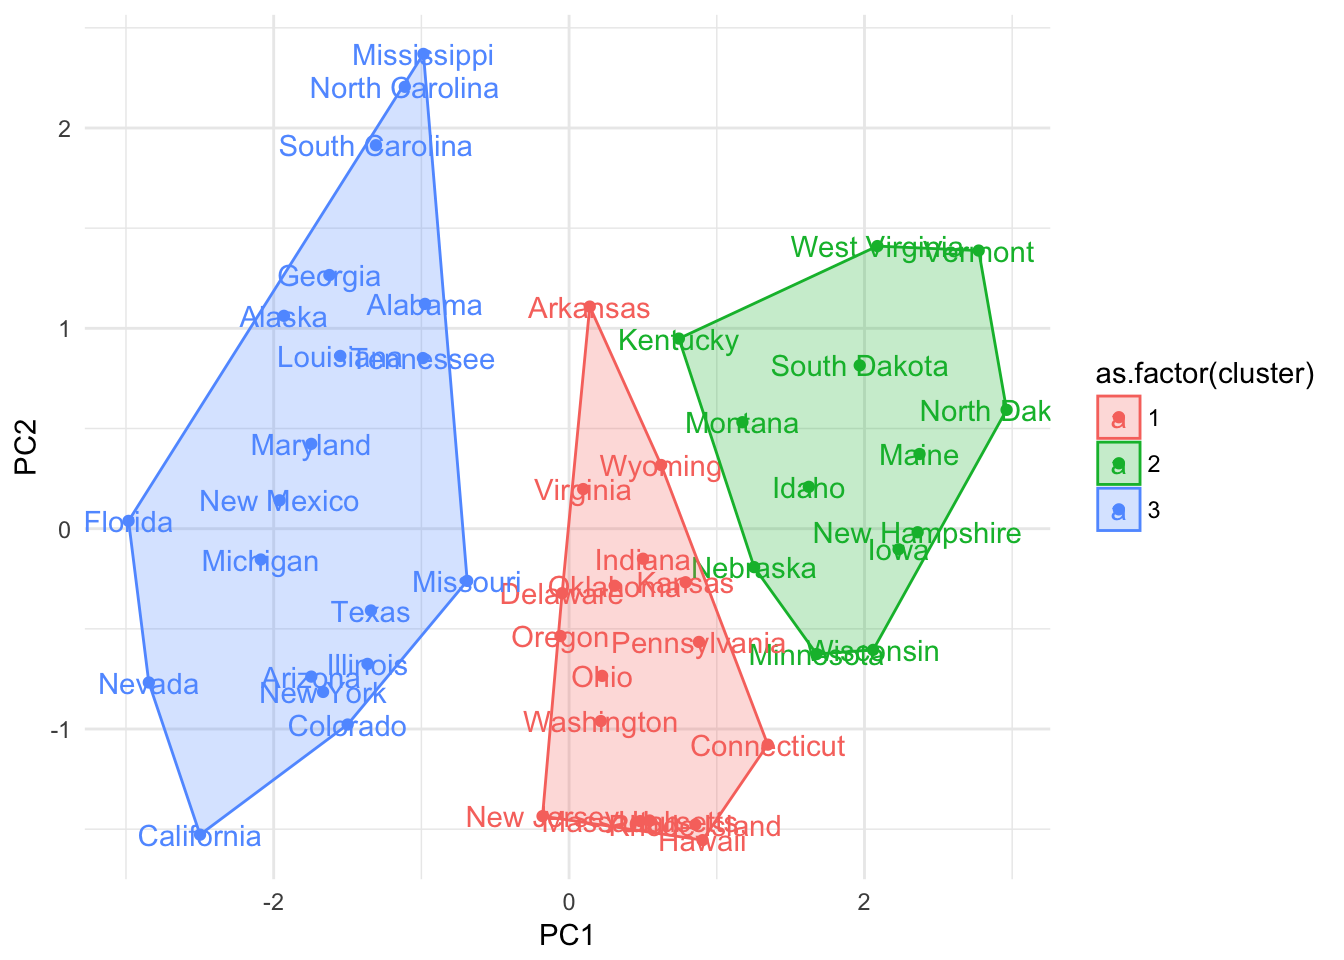 Mississippi
North Carolina
South Carolina
Georgia
Alabama
Alaska
Louisiana
Tennessee
Maryland
New Mexico
Florida
Michigan
Missouri
Texas
Illinois
Arizona
New York
Nevada
Colorado
California
Arkansas
Wyoming
Virginia
Indiana
Oklahoma
Kansas
Delaware
Oregon
Pennsylvania
Ohio
Washington
Connecticut
New Jersey
Hawaii
West Virginia
Vermont
Kentucky
South Dakota
North Dak
Montana
Maine
Idaho
New Hampshire
Iowa
Nebraska
Minnesota
Wisconsin
2
1
0
-1
PC2
-2
0
2
PC1
as.factor(cluster)
a 1
a 2
a 3